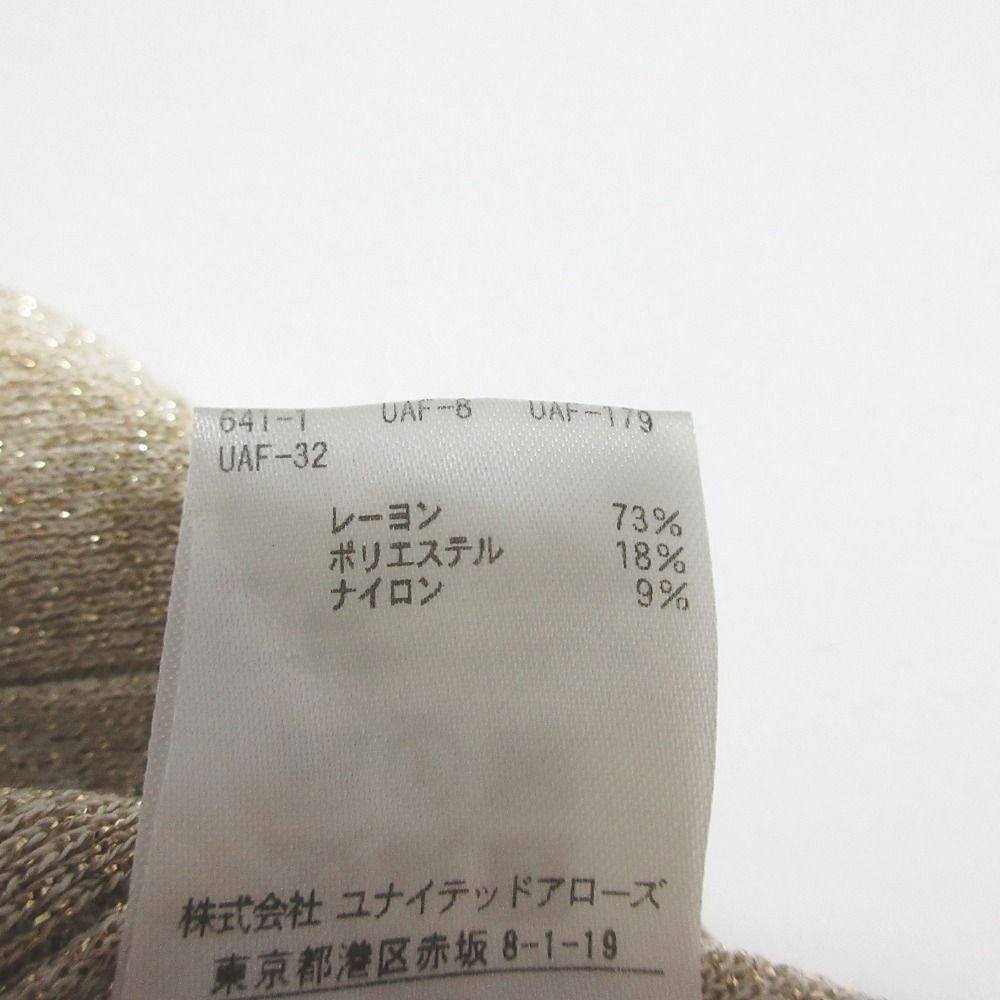 641-1 UAF-8 UAF-179
UAF-32
レーヨン 73%
ポリエステル 18%
ナイロン 9%
株式会社 ユナイテッドアローズ
東京都港区赤坂 8-1-19